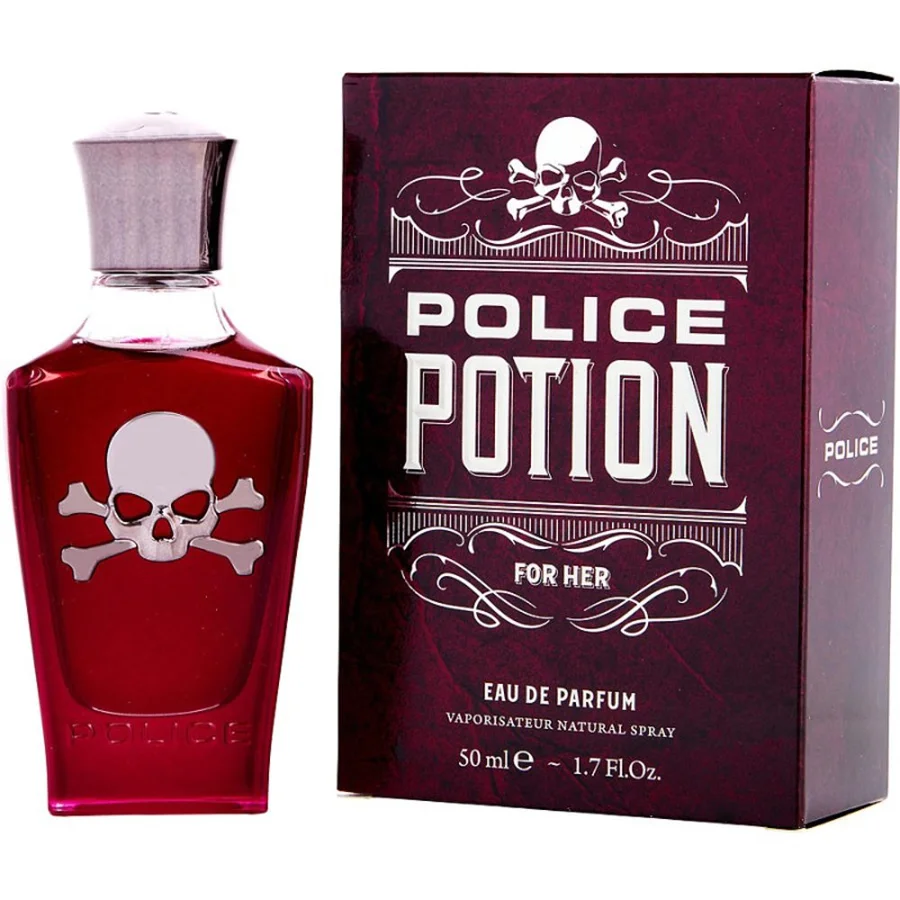 POLICE
POLICE
POTION
FOR HER
EAU DE PARFUM
VAPORISATEUR NATURAL SPRAY
50 ml ℮ ~ 1.7 Fl.Oz.
POLICE